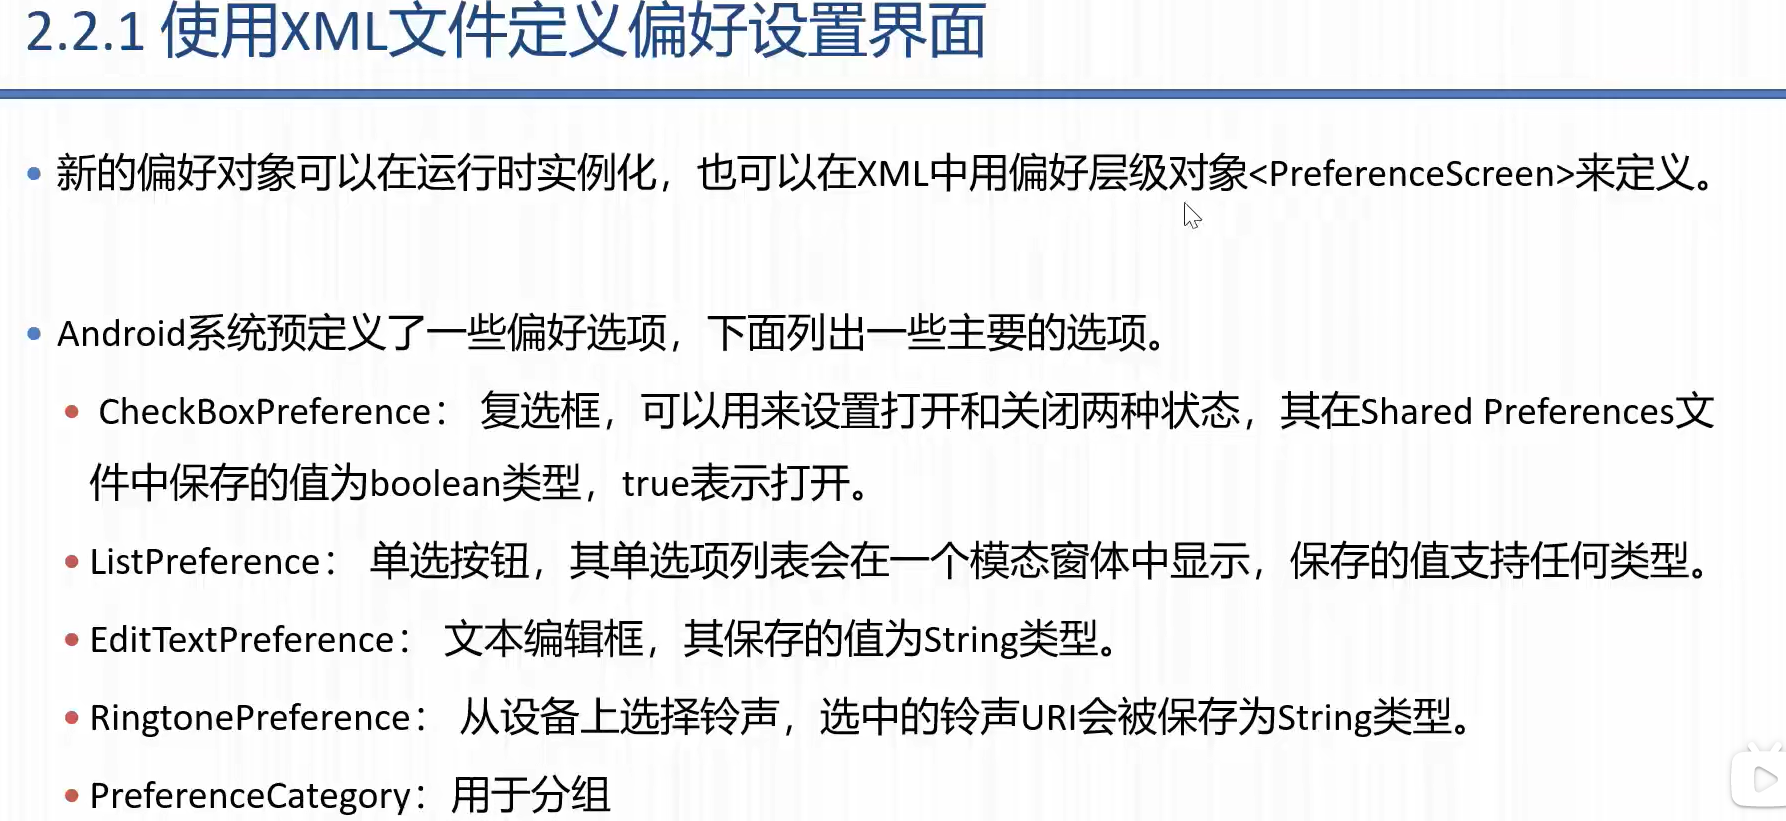 2.2.1 使用XML文件定义偏好设置界面
新的偏好对象可以在运行时实例化，也可以在XML中用偏好层级对象<PreferenceScreen>来定义。
Android系统预定义了一些偏好选项，下面列出一些主要的选项。
CheckBoxPreference： 复选框，可以用来设置打开和关闭两种状态，其在Shared Preferences文
件中保存的值为boolean类型，true表示打开。
ListPreference： 单选按钮，其单选项列表会在一个模态窗体中显示，保存的值支持任何类型。
EditTextPreference： 文本编辑框，其保存的值为String类型。
RingtonePreference： 从设备上选择铃声，选中的铃声URI会被保存为String类型。
PreferenceCategory：用于分组